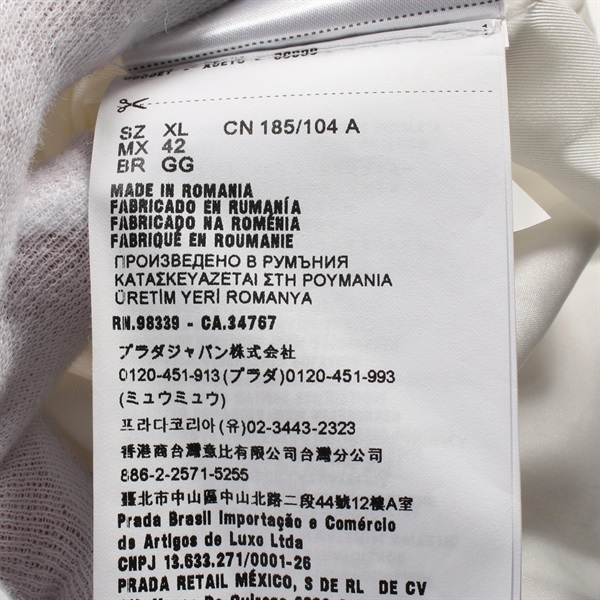 SZ XL CN 185/104 A
MX 42
BR GG
MADE IN ROMANIA
FABRICADO EN RUMANÍA
FABRICADO NA ROMÉNIA
FABRIQUÉ EN ROUMANIE
ПРОИЗВЕДЕНО В РУМЪНИЯ
ΚΑΤΑΣΚΕΥΑΖΕΤΑΙ ΣΤΗ ΡΟΥΜΑΝΙΑ
ÜRETİM YERİ ROMANYA
RN.98339 - CA.34767
プラダジャパン株式会社
0120-451-913(プラダ)0120-451-993
(ミュウミュウ)
프라다코리아(유)02-3443-2323
香港商台灣意比有限公司台灣分公司
886-2-2571-5255
臺北市中山區中山北路二段44號12樓A室
Prada Brasil Importação e Comércio
de Artigos de Luxo Ltda
CNPJ 13.633.271/0001-26
PRADA RETAIL MÉXICO, S DE RL DE CV